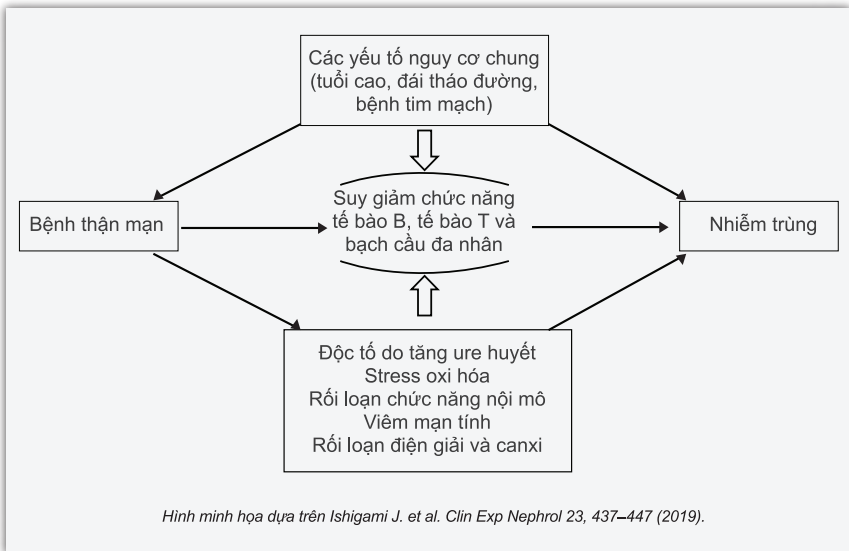 Các yếu tố nguy cơ chung
(tuổi cao, đái tháo đường,
bệnh tim mạch)
Bệnh thận mạn
Suy giảm chức năng
tế bào B, tế bào T và
bạch cầu đa nhân
Nhiễm trùng
Độc tố do tăng ure huyết
Stress oxi hóa
Rối loạn chức năng nội mô
Viêm mạn tính
Rối loạn điện giải và canxi
Hình minh họa dựa trên Ishigami J. et al. Clin Exp Nephrol 23, 437–447 (2019).